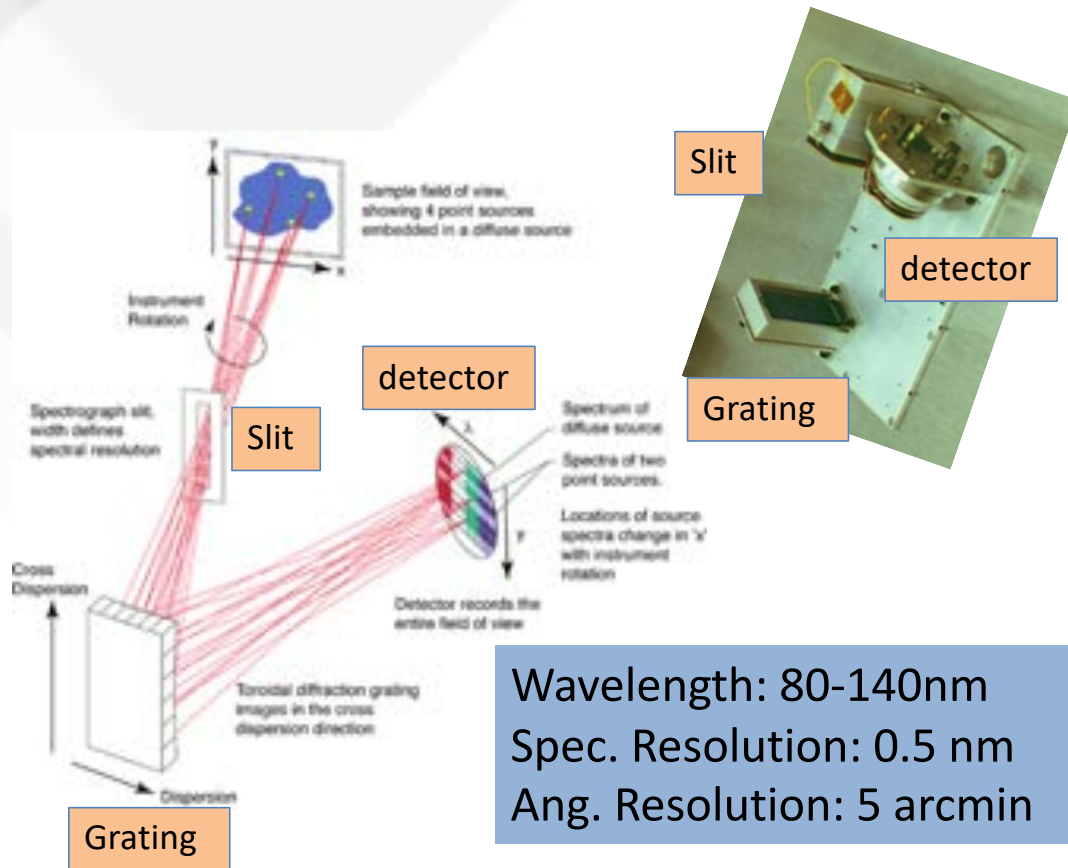 y
Sample field of view,
showing 4 point sources
embedded in a diffuse source
x
Instrument
Rotation
Spectrograph slit,
width defines
spectral resolution
Slit
detector
λ
Spectrum of
diffuse source
Spectra of two
point sources.
Locations of source
spectra change in 'x'
with instrument
rotation
y
Detector records the
entire field of view
Cross
Dispersion
Toroidal diffraction grating
images in the cross
dispersion direction
Dispersion
Grating
Slit
detector
Grating
Wavelength: 80-140nm
Spec. Resolution: 0.5 nm
Ang. Resolution: 5 arcmin